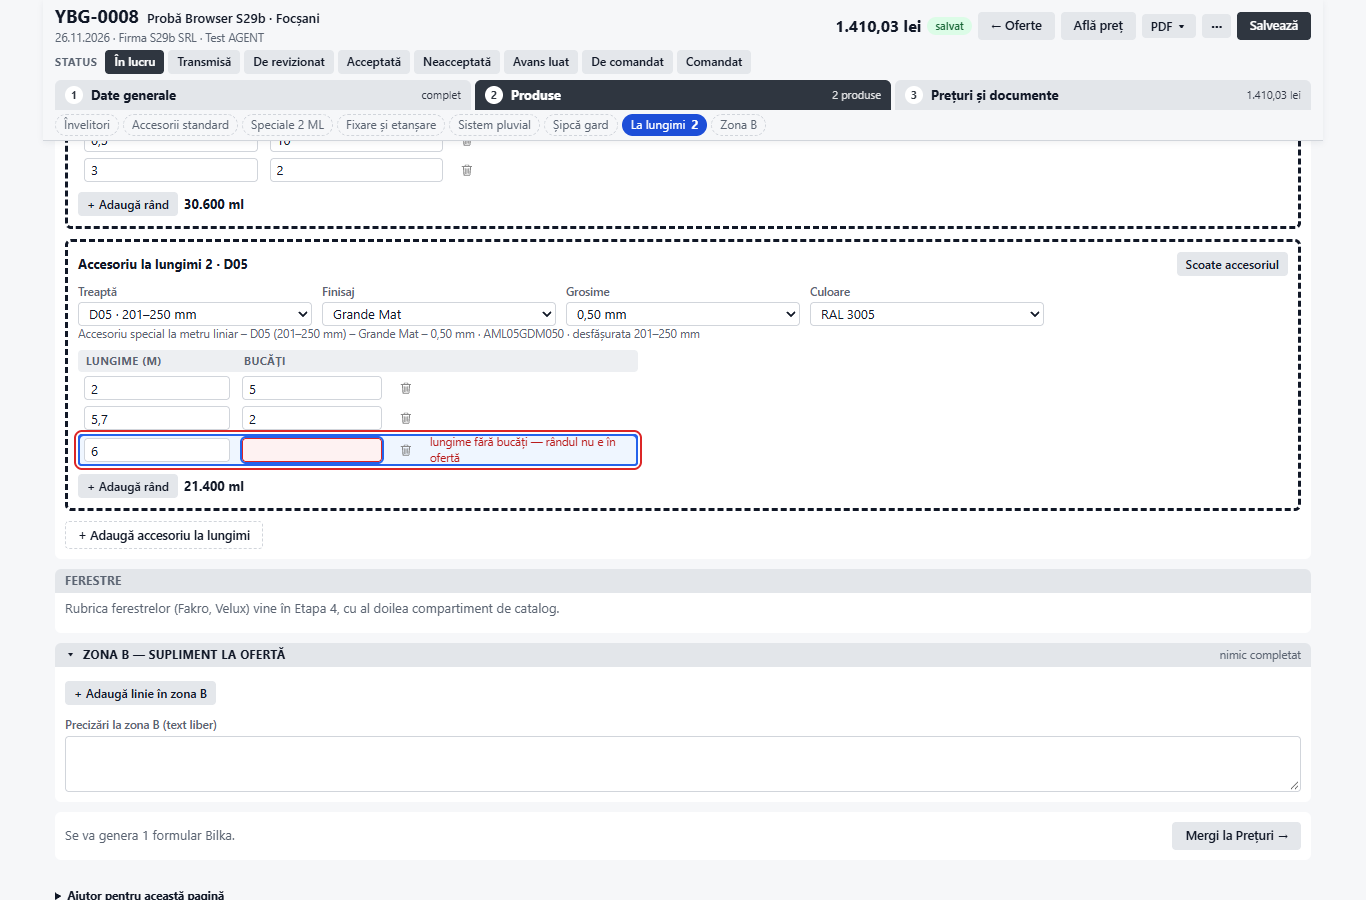 YBG-0008 Probă Browser S29b · Focșani
26.11.2026 · Firma S29b SRL · Test AGENT
1.410,03 lei salvat ← Oferte Află preț PDF ▾ ··· Salvează
STATUS În lucru Transmisă De revizionat Acceptată Neacceptată Avans luat De comandat Comandat
1 Date generale complet 2 Produse 2 produse 3 Prețuri și documente 1.410,03 lei
Învelitori Accesorii standard Speciale 2 ML Fixare și etanșare Sistem pluvial Șipcă gard La lungimi 2 Zona B
0,5 10
3 2
+ Adaugă rând 30.600 ml
Accesoriu la lungimi 2 · D05 Scoate accesoriul
Treaptă Finisaj Grosime Culoare
D05 · 201–250 mm Grande Mat 0,50 mm RAL 3005
Accesoriu special la metru liniar – D05 (201–250 mm) – Grande Mat – 0,50 mm · AML05GDM050 · desfășurata 201–250 mm
LUNGIME (M) BUCĂȚI
2 5
5,7 2
6 lungime fără bucăți — rândul nu e în
ofertă
+ Adaugă rând 21.400 ml
+ Adaugă accesoriu la lungimi
FERESTRE
Rubrica ferestrelor (Fakro, Velux) vine în Etapa 4, cu al doilea compartiment de catalog.
▾ ZONA B — SUPLIMENT LA OFERTĂ nimic completat
+ Adaugă linie în zona B
Precizări la zona B (text liber)
Se va genera 1 formular Bilka. Mergi la Prețuri →
▶ Ajutor pentru această pagină